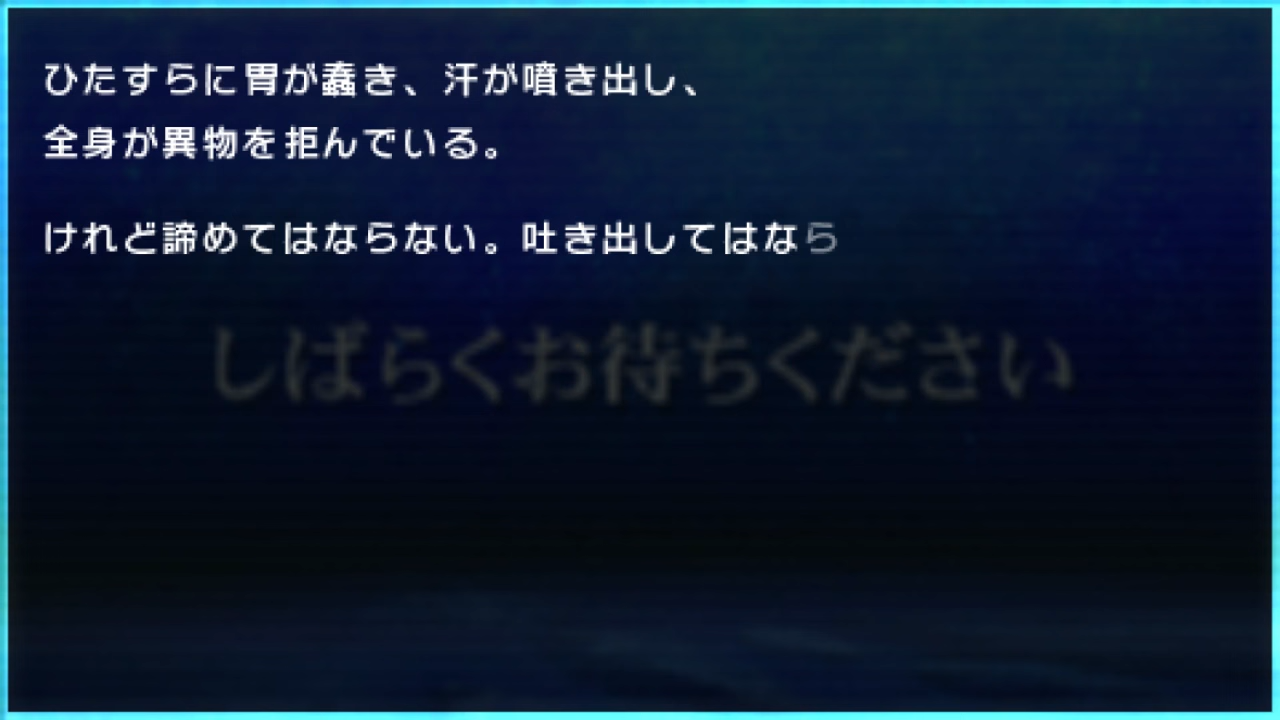 ひたすらに胃が蠢き、汗が噴き出し、
全身が異物を拒んでいる。
けれど諦めてはならない。吐き出してはなら
しばらくお待ちください